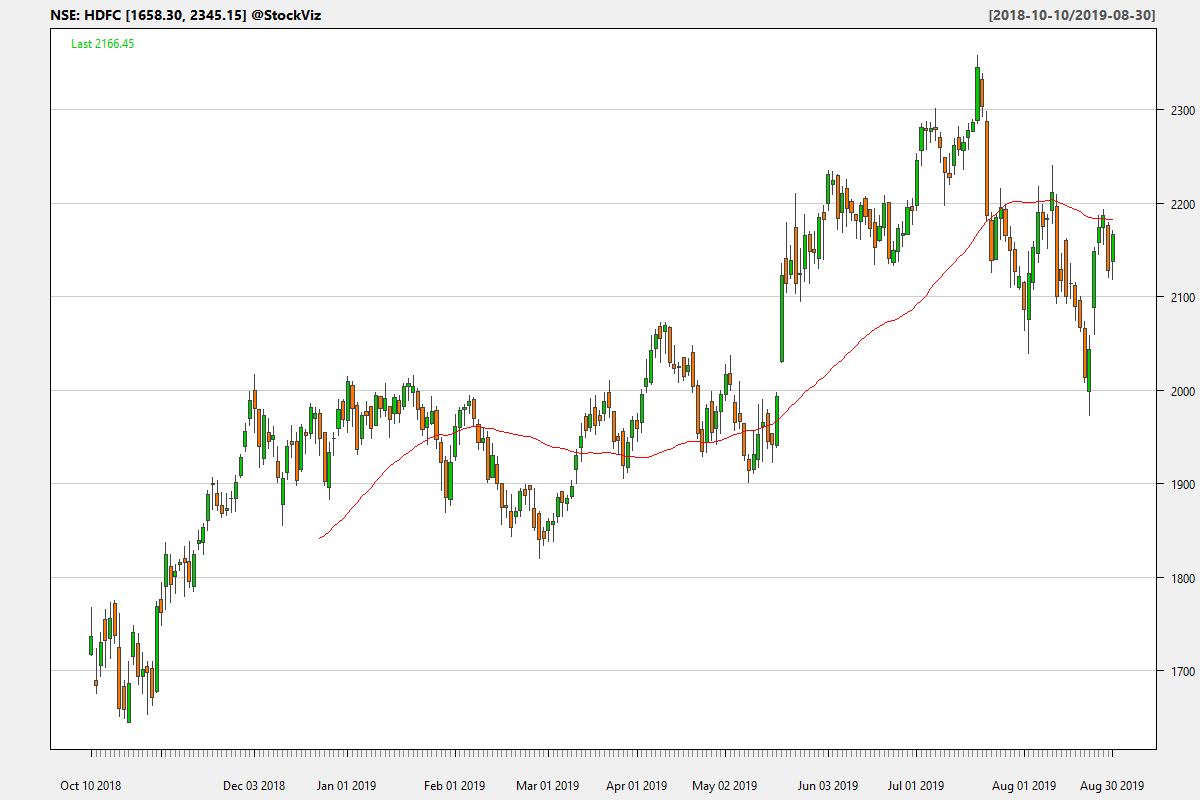 NSE: HDFC [1658.30, 2345.15] @StockViz
[2018-10-10/2019-08-30]
Last 2166.45
2300
2200
2100
2000
1900
1800
1700
Oct 10 2018 Dec 03 2018 Jan 01 2019 Feb 01 2019 Mar 01 2019 Apr 01 2019 May 02 2019 Jun 03 2019 Jul 01 2019 Aug 01 2019 Aug 30 2019